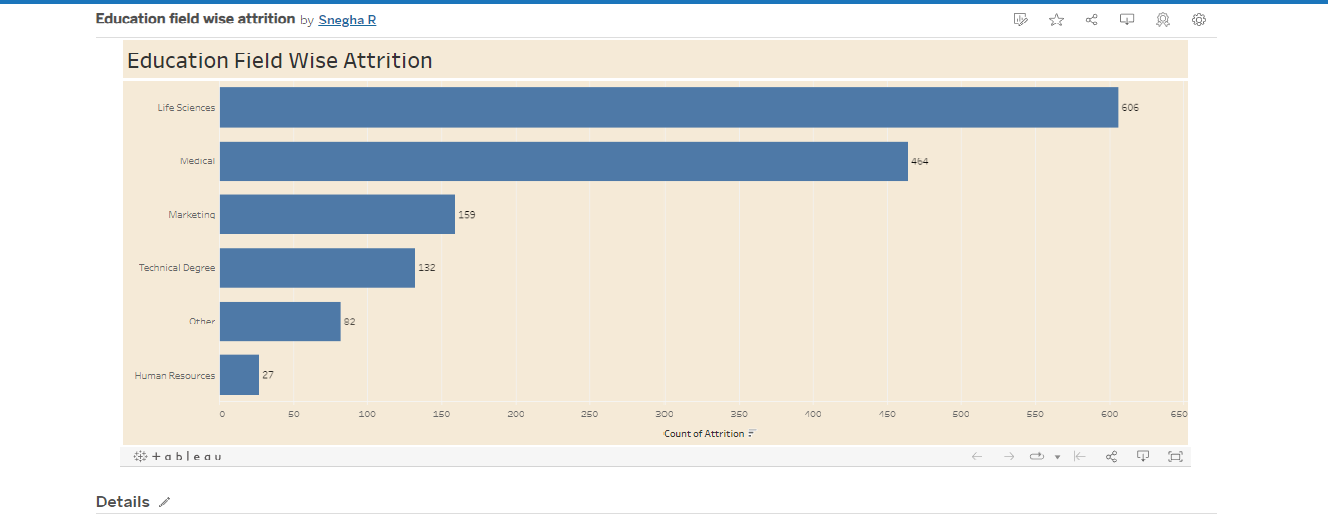 Education field wise attrition by Snegha R
Education Field Wise Attrition
Life Sciences 606
Medical 464
Marketing 159
Technical Degree 132
Other 82
Human Resources 27
0 50 100 150 200 250 300 350 400 450 500 550 600 650
Count of Attrition
+ a b l e a u
Details